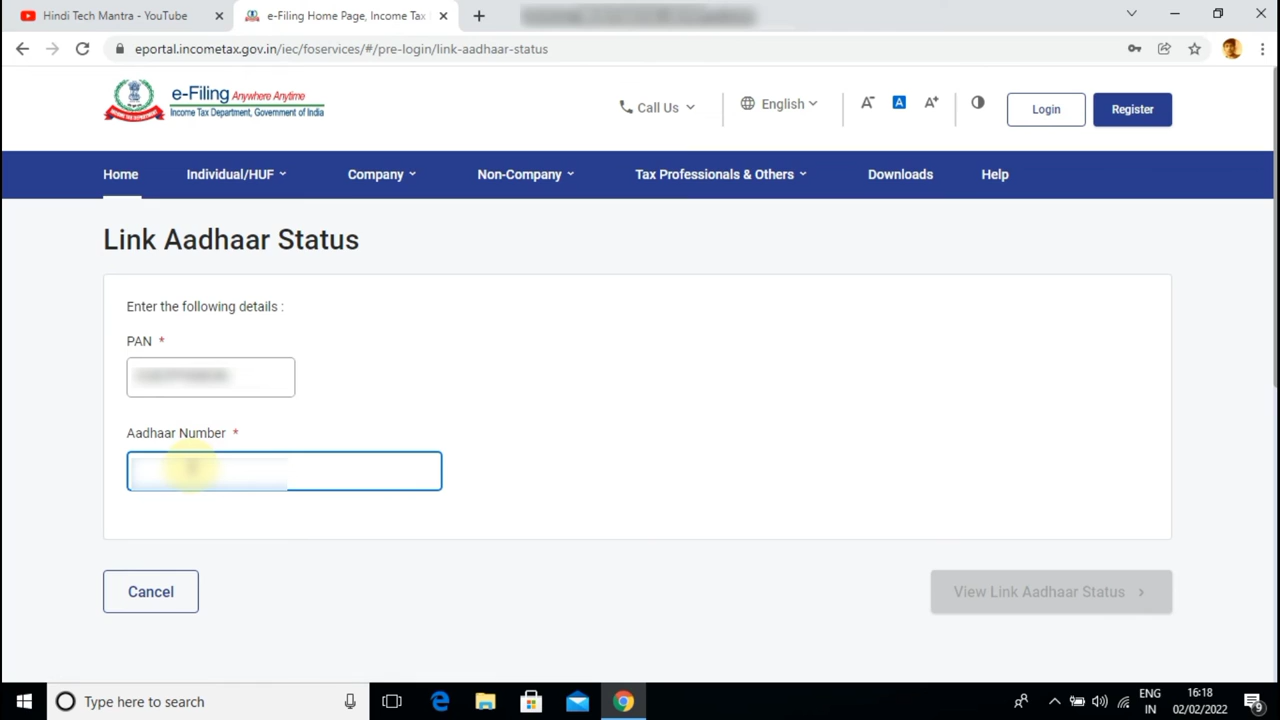 Hindi Tech Mantra - YouTube
e-Filing Home Page, Income Tax
eportal.incometax.gov.in/iec/foservices/#/pre-login/link-aadhaar-status
e-Filing Anywhere Anytime
Income Tax Department, Government of India
Call Us
English
A-
A
A+
Login
Register
Home
Individual/HUF
Company
Non-Company
Tax Professionals & Others
Downloads
Help
Link Aadhaar Status
Enter the following details :
PAN *
Aadhaar Number *
Cancel
View Link Aadhaar Status
Type here to search
ENG
IN
16:18
02/02/2022
9